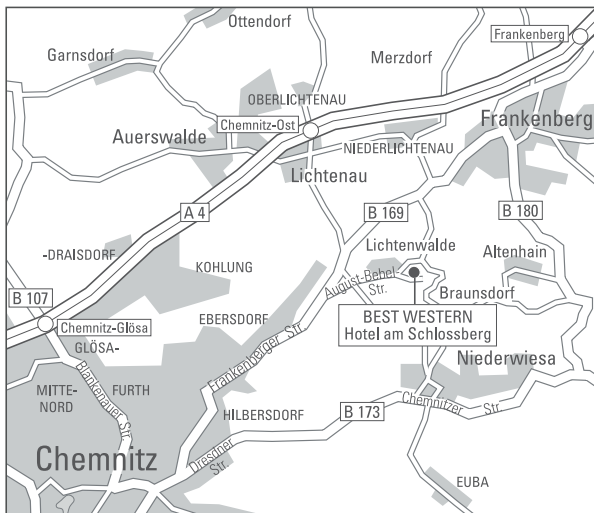 Ottendorf
Frankenberg
Garnsdorf
Merzdorf
OBERLICHTENAU
Chemnitz-Ost
Frankenberg
Auerswalde
NIEDERLICHTENAU
Lichtenau
A 4
B 169
B 180
-DRAISDORF
Lichtenwalde
Altenhain
KOHLUNG
August-Bebel-
Str.
B 107
Braunsdorf
EBERSDORF
BEST WESTERN
Hotel am Schlossberg
Chemnitz-Glösa
GLÖSA-
Frankenberger Str.
Niederwiesa
MITTE-
NORD
FURTH
Blankenauer Str.
HILBERSDORF
B 173
Chemnitzer Str.
Dresdner
Str.
Chemnitz
EUBA